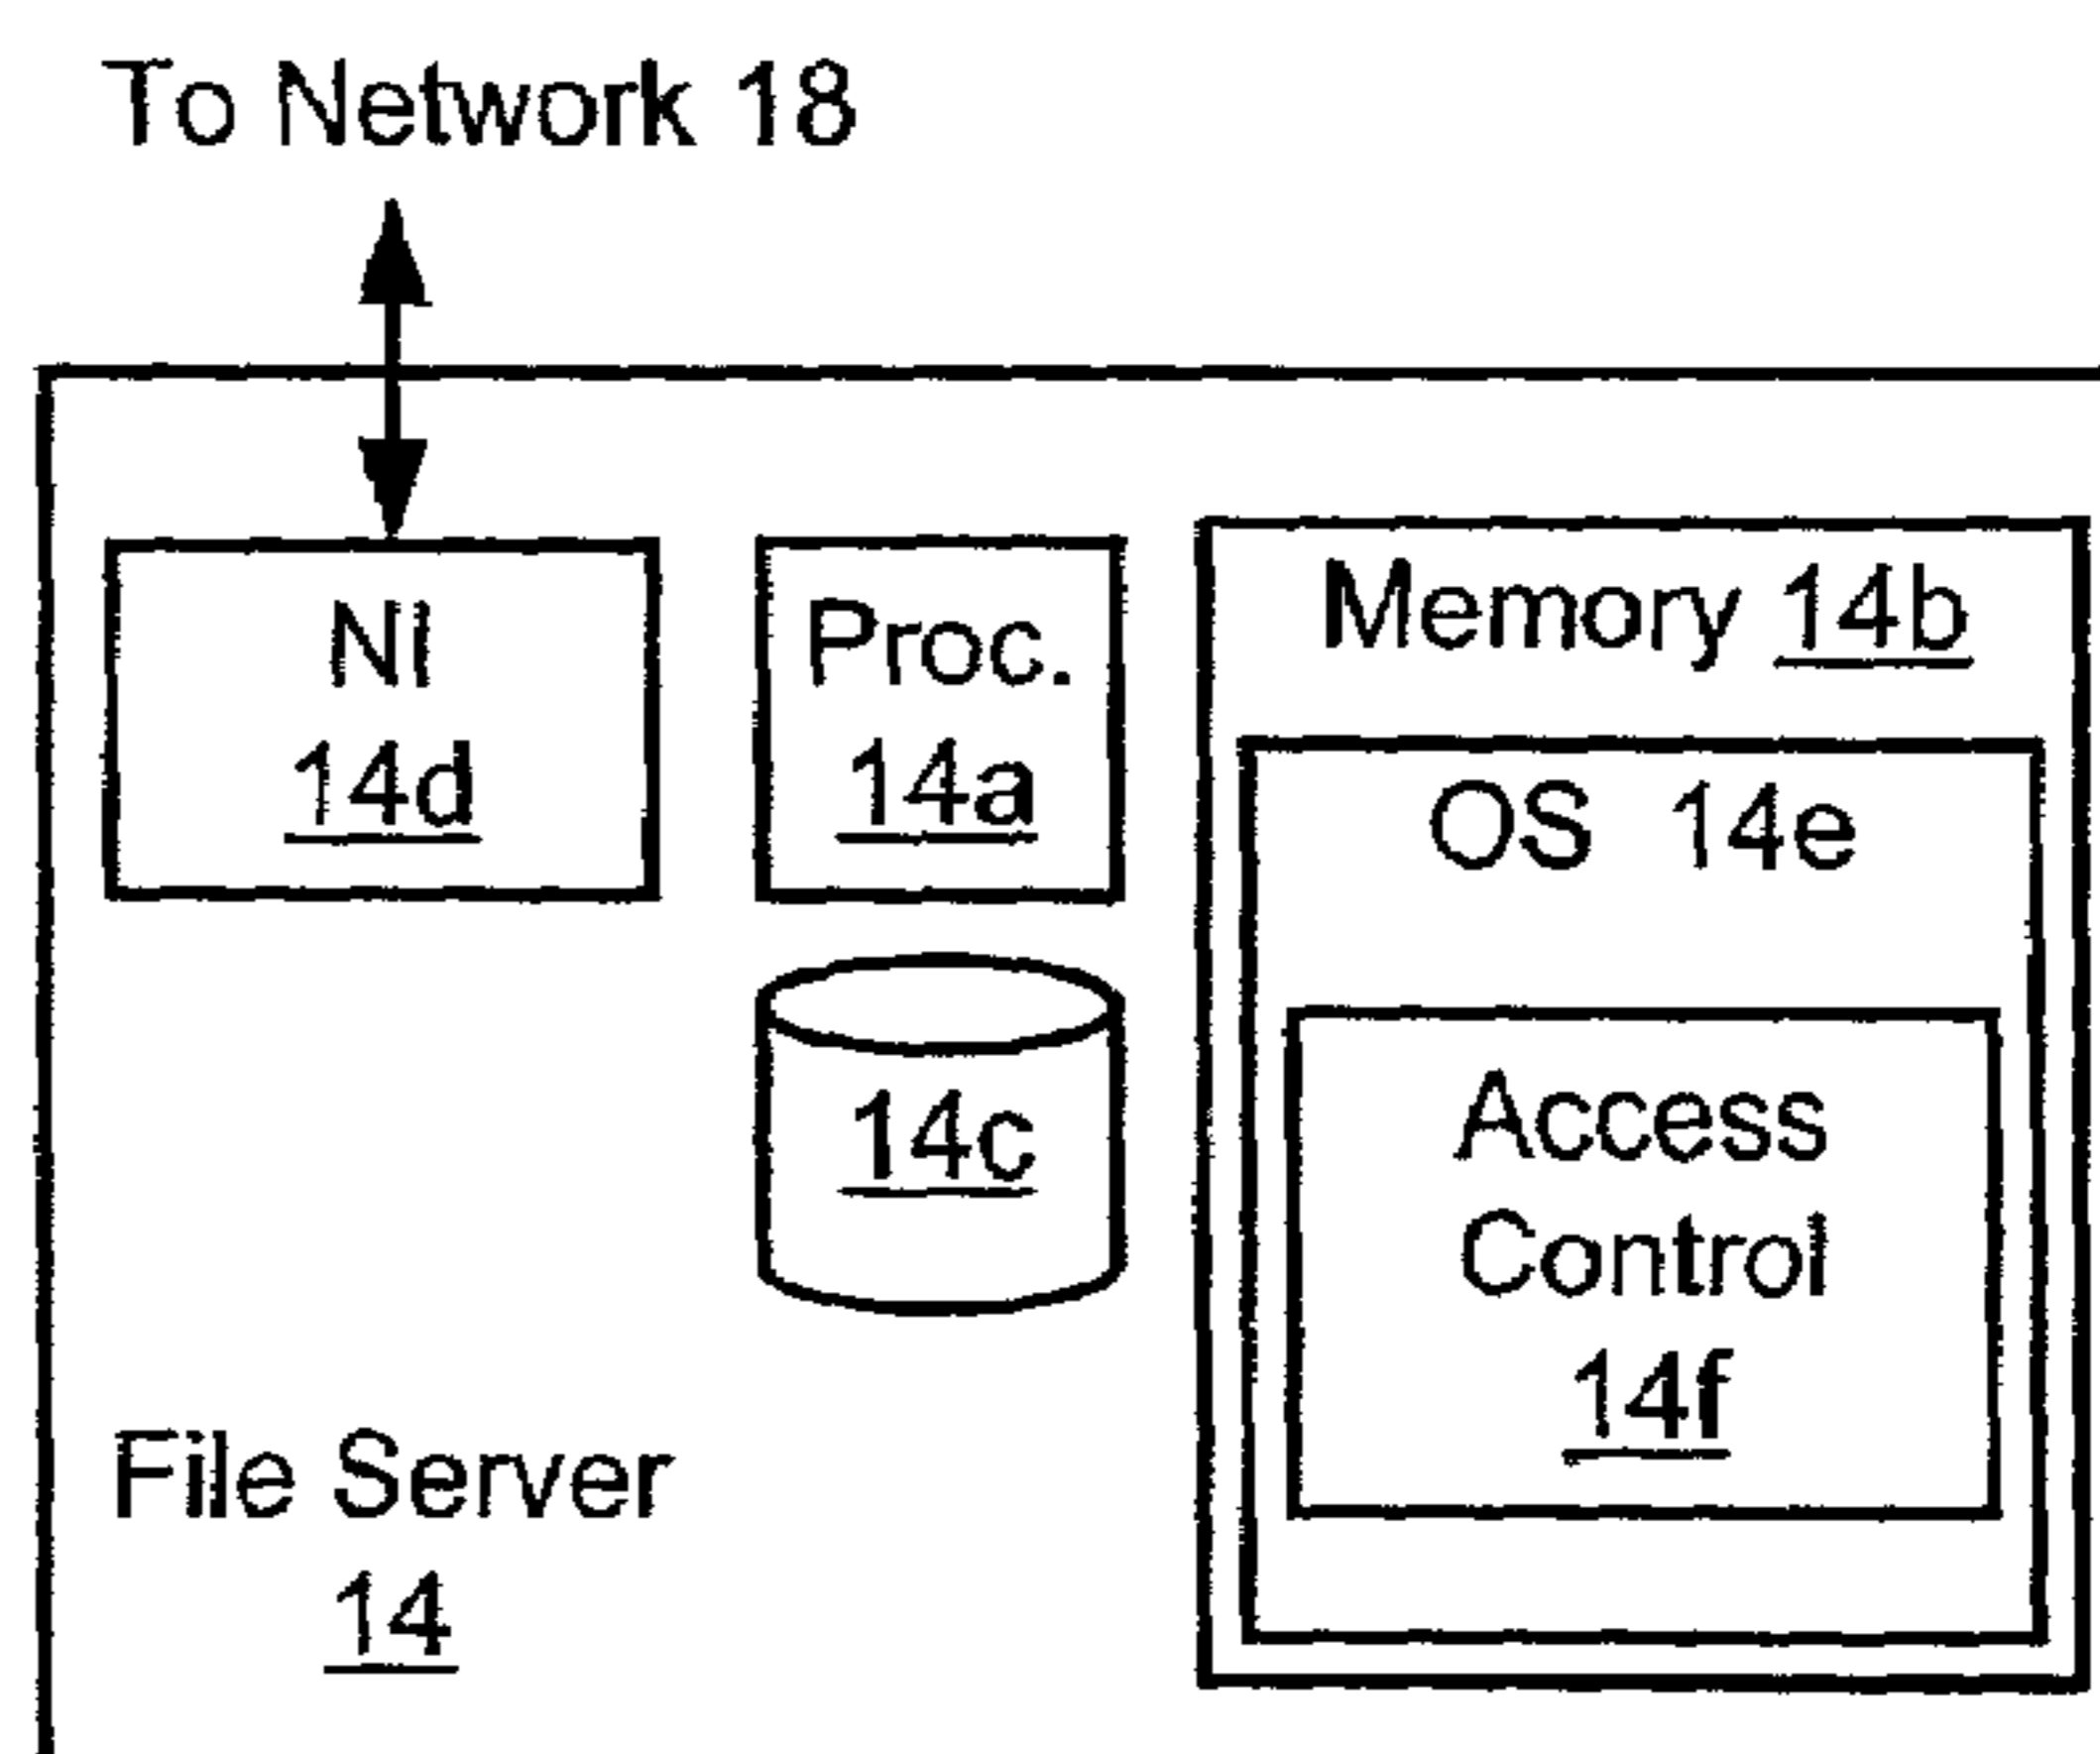 To Network 18
NI
14d
Proc.
14a
Memory 14b
OS 14e
14c
Access
Control
14f
File Server
14